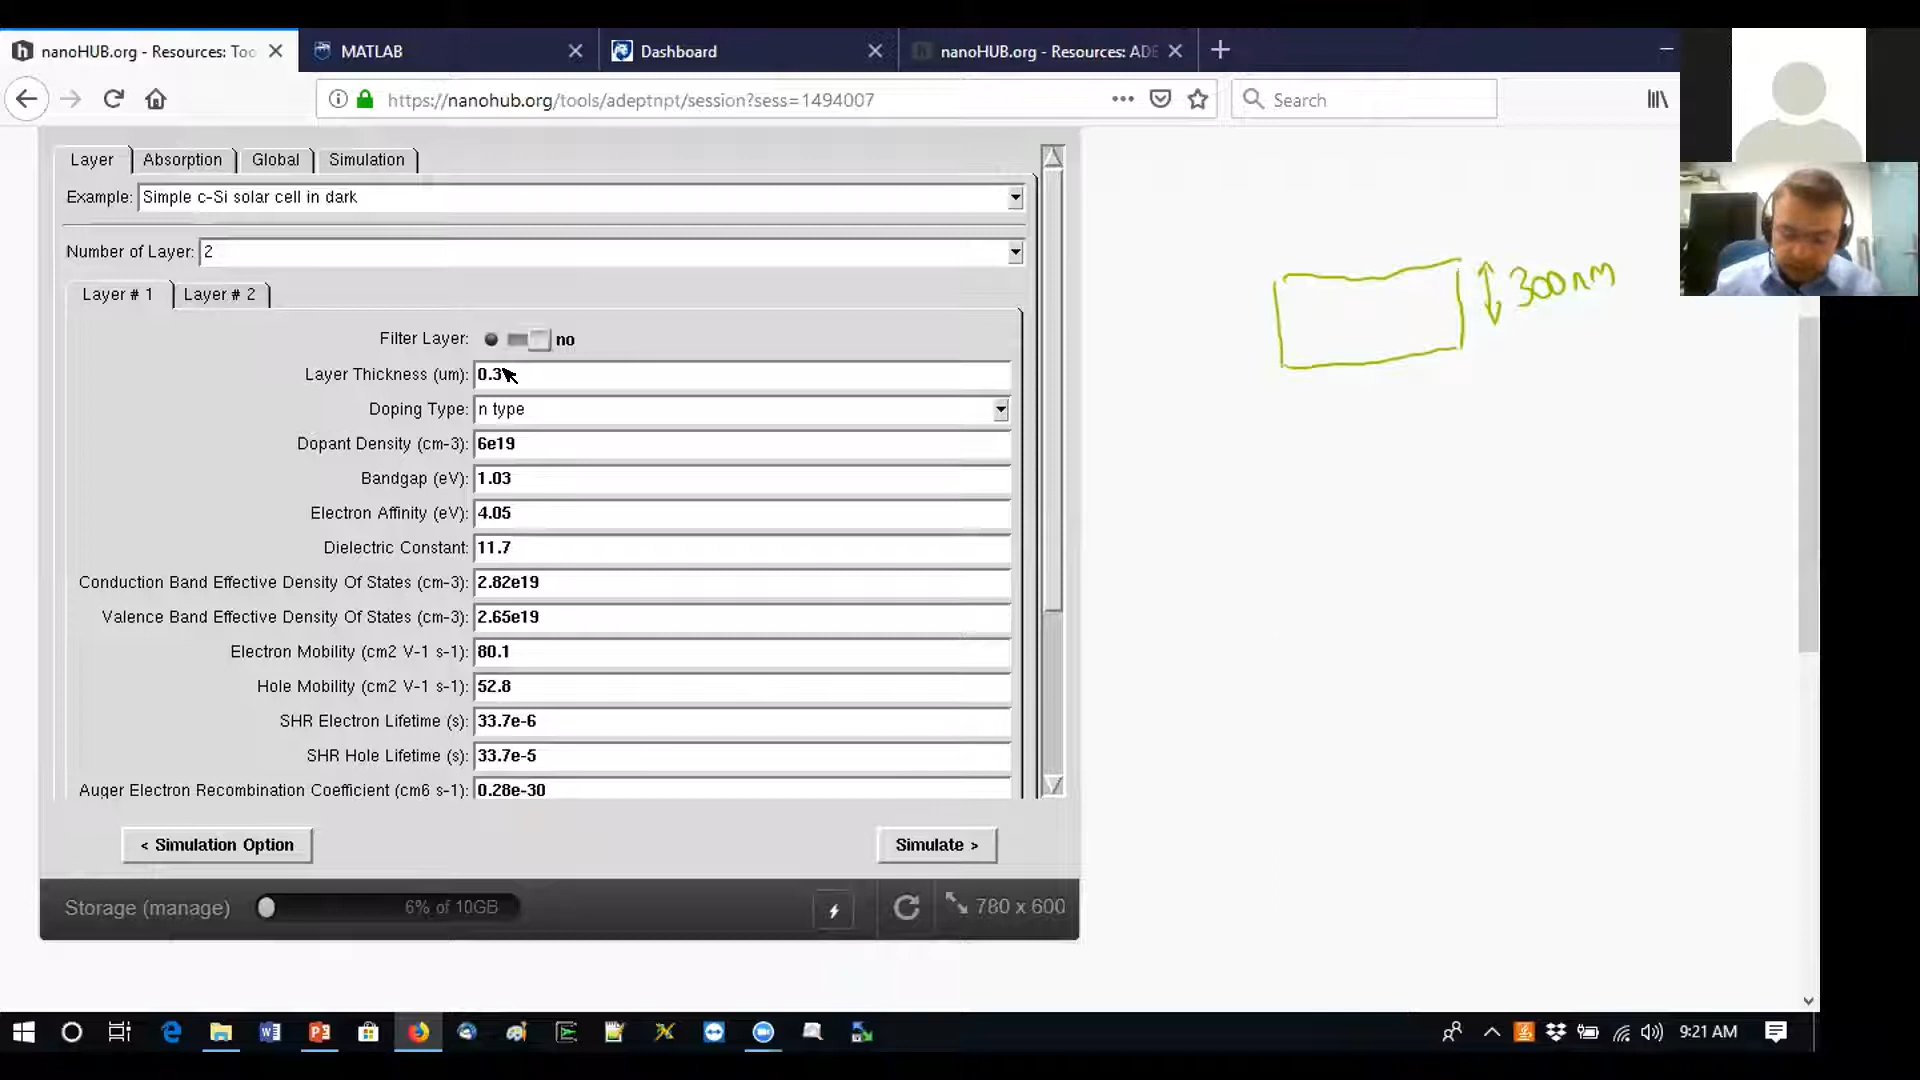 nanoHUB.org - Resources: Too
MATLAB
Dashboard
nanoHUB.org - Resources: ADE
https://nanohub.org/tools/adeptnpt/session?sess=1494007
Search
Layer
Absorption
Global
Simulation
Example: Simple c-Si solar cell in dark
Number of Layer: 2
Layer # 1
Layer # 2
Filter Layer: no
Layer Thickness (um): 0.3
Doping Type: n type
Dopant Density (cm-3): 6e19
Bandgap (eV): 1.03
Electron Affinity (eV): 4.05
Dielectric Constant: 11.7
Conduction Band Effective Density Of States (cm-3): 2.82e19
Valence Band Effective Density Of States (cm-3): 2.65e19
Electron Mobility (cm2 V-1 s-1): 80.1
Hole Mobility (cm2 V-1 s-1): 52.8
SHR Electron Lifetime (s): 33.7e-6
SHR Hole Lifetime (s): 33.7e-5
Auger Electron Recombination Coefficient (cm6 s-1): 0.28e-30
< Simulation Option
Simulate >
Storage (manage)
6% of 10GB
780 x 600
300nm
9:21 AM